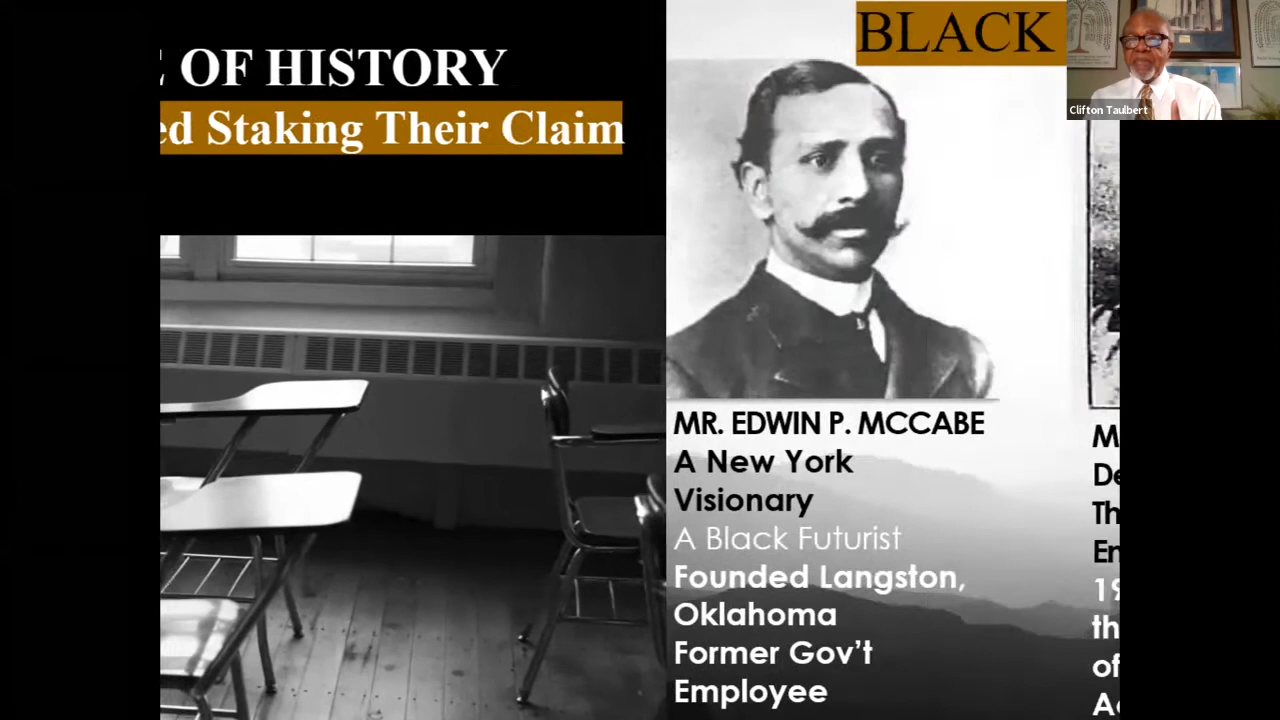 OF HISTORY
Staking Their Claim
BLACK
Clifton Taulbert
MR. EDWIN P. MCCABE
A New York
Visionary
A Black Futurist
Founded Langston,
Oklahoma
Former Gov't
Employee